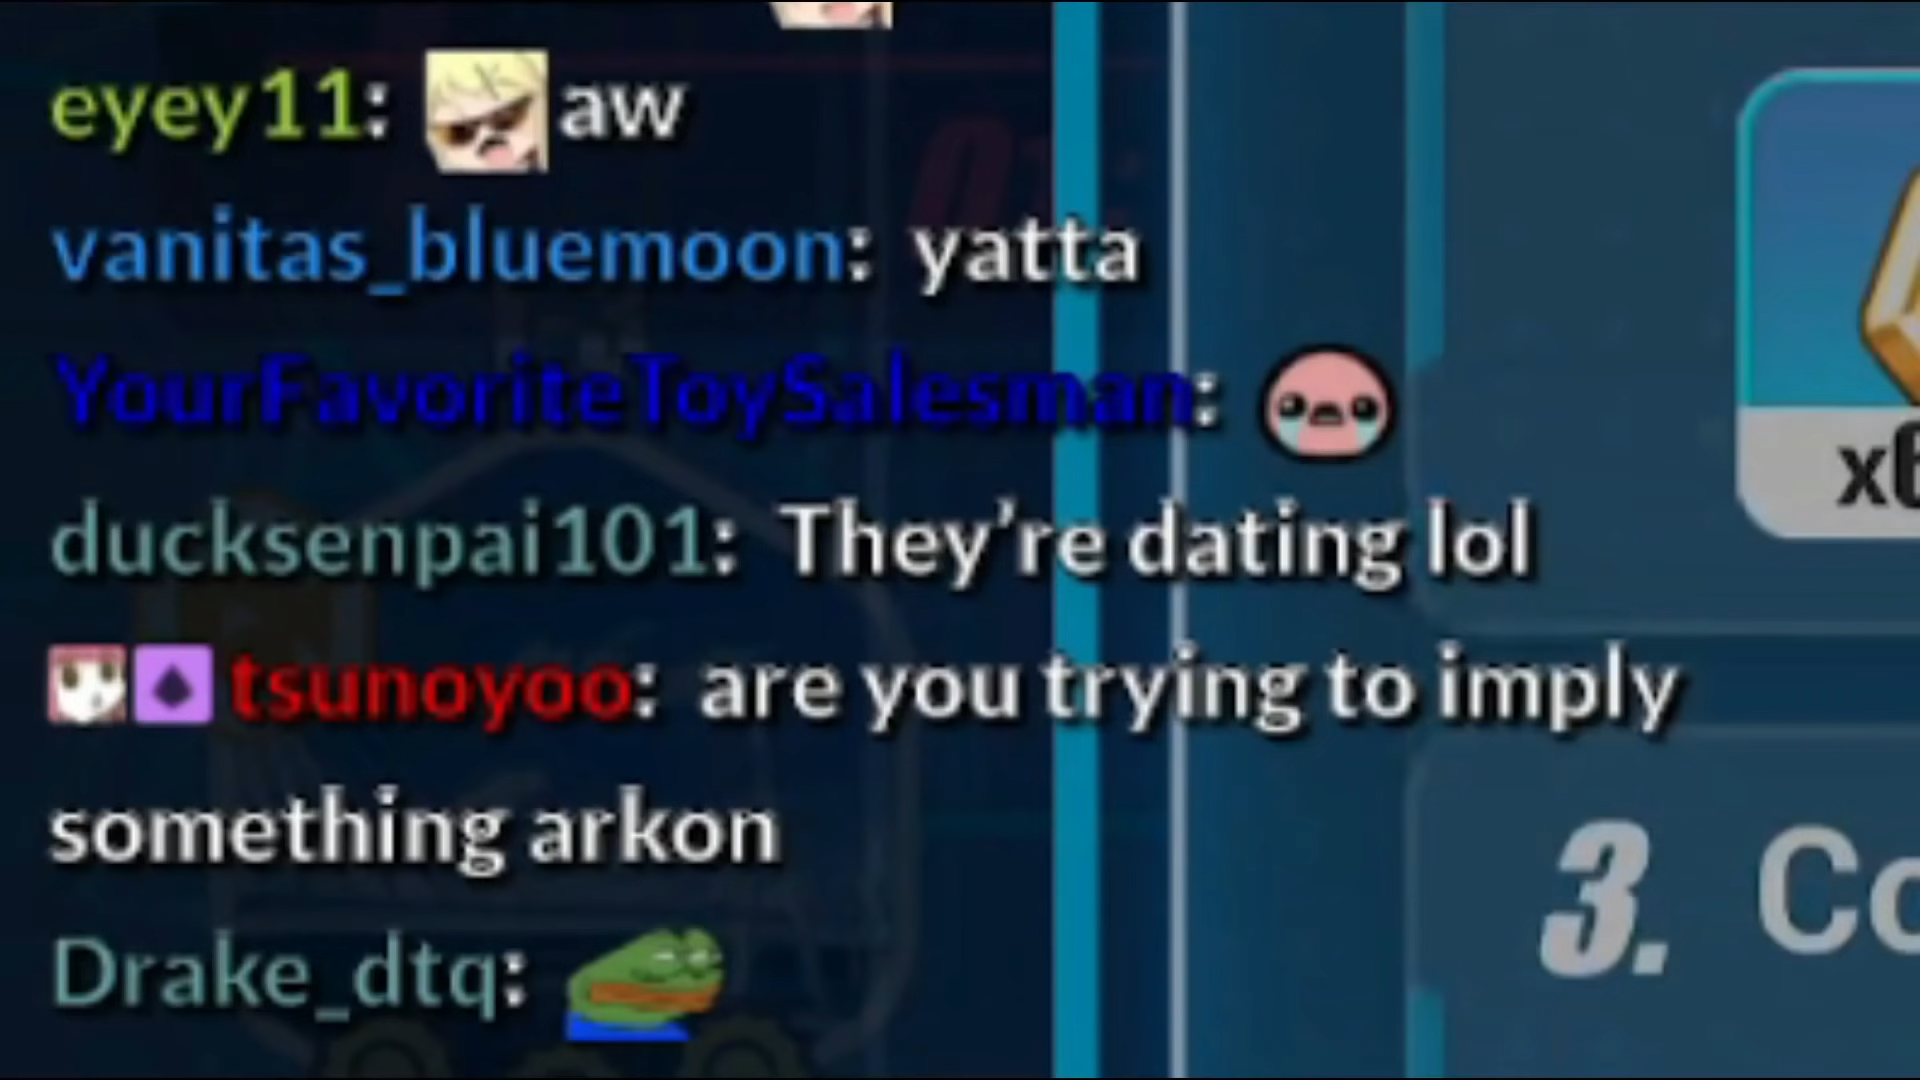 eyey11: aw
vanitas_bluemoon: yatta
YourFavoriteToySalesman:
ducksenpai101: They're dating lol
tsunoyoo: are you trying to imply
something arkon
Drake_dtq:
3. Co